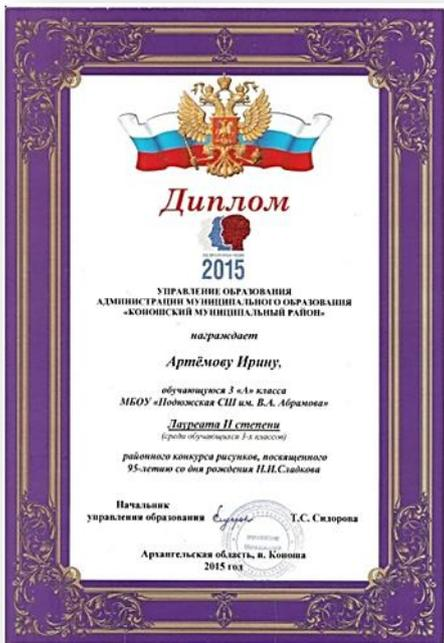 Диплом
2015
УПРАВЛЕНИЕ ОБРАЗОВАНИЯ
АДМИНИСТРАЦИИ МУНИЦИПАЛЬНОГО ОБРАЗОВАНИЯ
«КОНОШСКИЙ МУНИЦИПАЛЬНЫЙ РАЙОН»
награждает
Артёмову Ирину,
обучающуюся 3 «А» класса
МБОУ «Подюжская СШ им. В.А. Абрамова»
Лауреата II степени
(среди обучающихся 3-х классов)
районного конкурса рисунков, посвященного
95-летию со дня рождения Н.И.Сладкова
Начальник
управления образования Т.С. Сидорова
Архангельская область, п. Коноша
2015 год